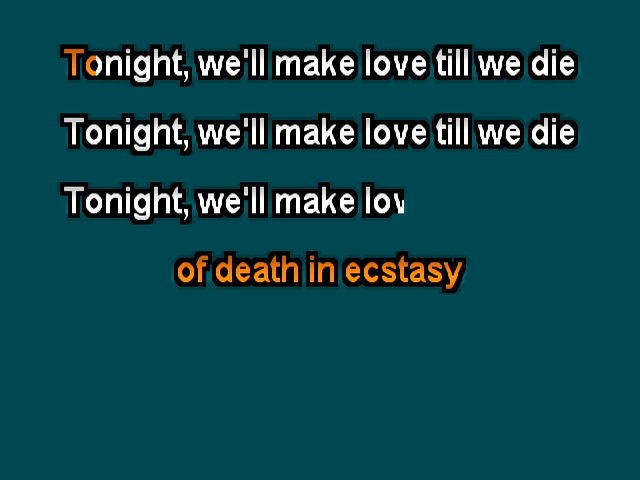 Tonight, we'll make love till we die
Tonight, we'll make love till we die
Tonight, we'll make lov
of death in ecstasy